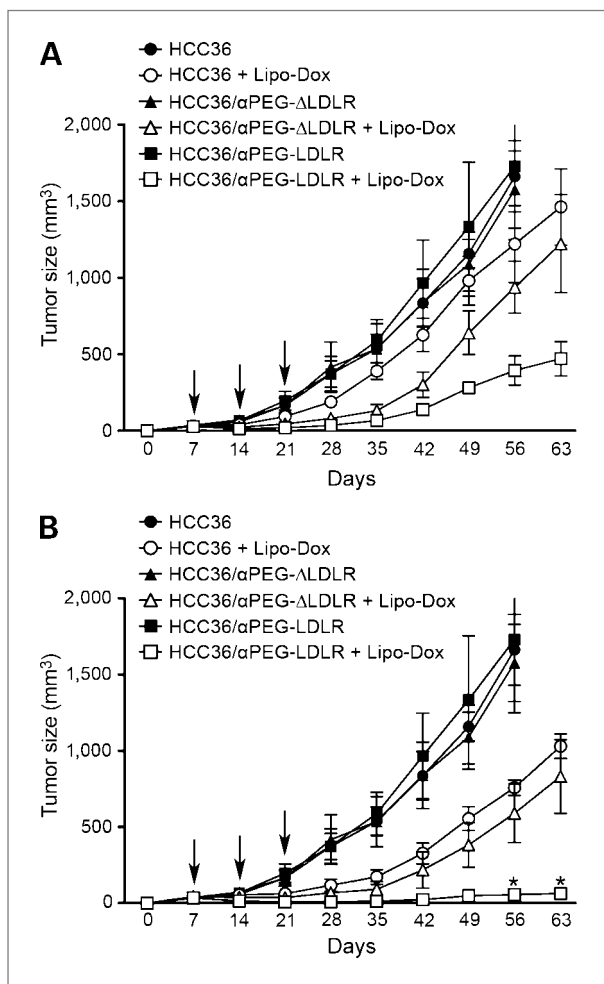 A
HCC36
HCC36 + Lipo-Dox
HCC36/αPEG-ΔLDLR
HCC36/αPEG-ΔLDLR + Lipo-Dox
HCC36/αPEG-LDLR
HCC36/αPEG-LDLR + Lipo-Dox
2,000
1,500
1,000
500
0
Tumor size (mm³)
0 7 14 21 28 35 42 49 56 63
Days
B
HCC36
HCC36 + Lipo-Dox
HCC36/αPEG-ΛLDLR
HCC36/αPEG-ΔLDLR + Lipo-Dox
HCC36/αPEG-LDLR
HCC36/αPEG-LDLR + Lipo-Dox
2,000
1,500
1,000
500
0
Tumor size (mm³)
* *
0 7 14 21 28 35 42 49 56 63
Days